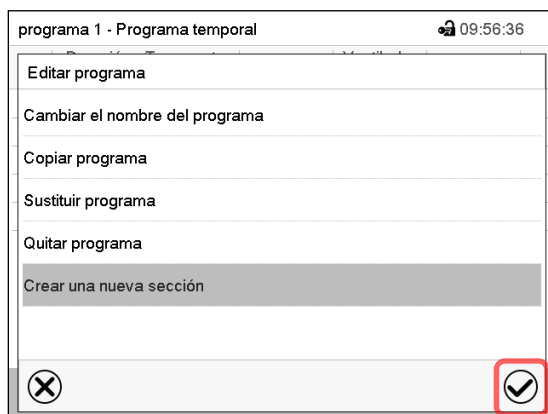 programa 1 - Programa temporal 09:56:36
Editar programa
Cambiar el nombre del programa
Copiar programa
Sustituir programa
Quitar programa
Crear una nueva sección